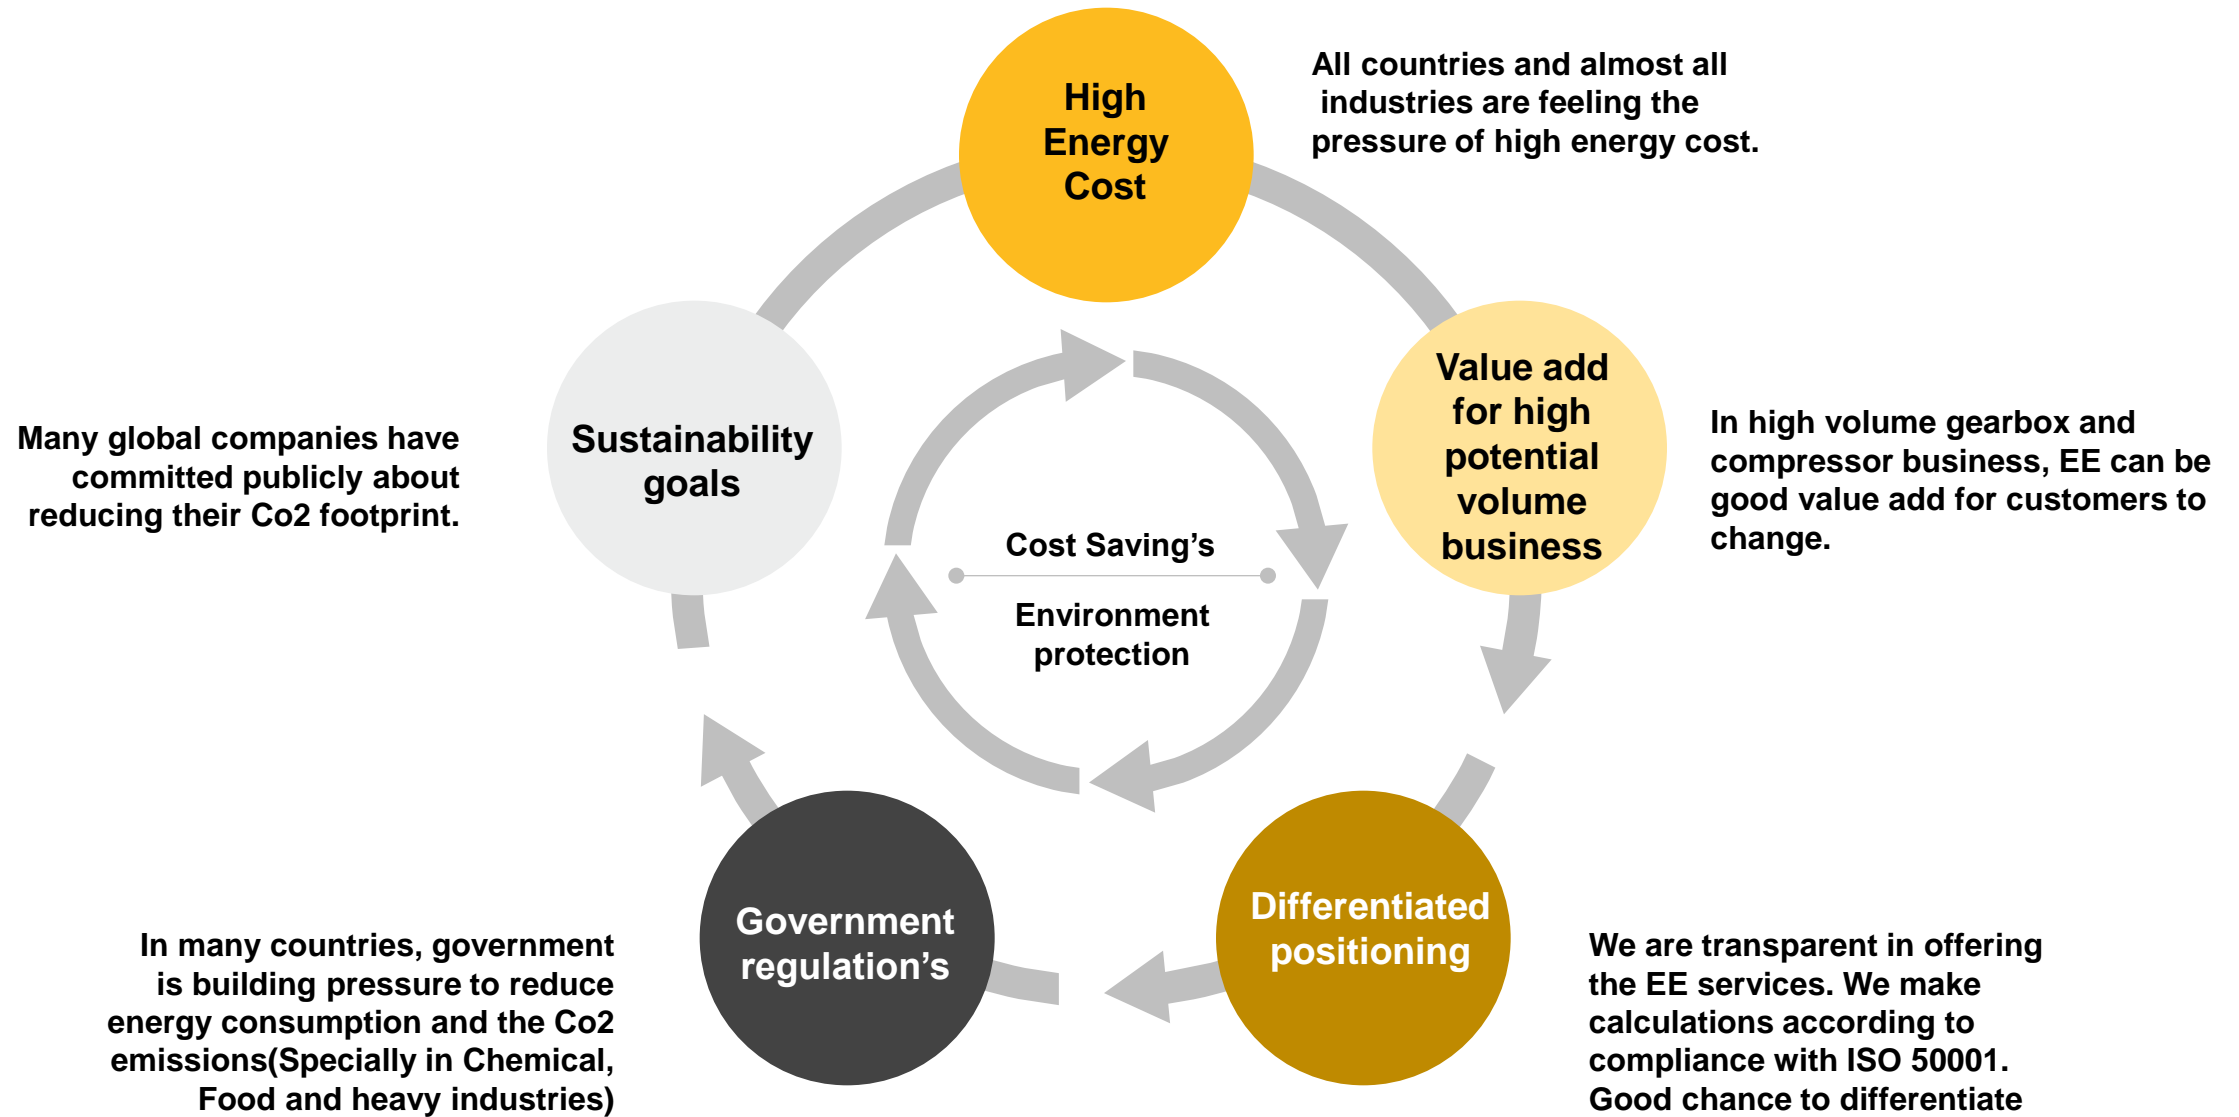 High
Energy
Cost
All countries and almost all
industries are feeling the
pressure of high energy cost.
Value add
for high
potential
volume
business
In high volume gearbox and
compressor business, EE can be
good value add for customers to
change.
Differentiated
positioning
We are transparent in offering
the EE services. We make
calculations according to
compliance with ISO 50001.
Good chance to differentiate
Government
regulation’s
In many countries, government
is building pressure to reduce
energy consumption and the Co2
emissions(Specially in Chemical,
Food and heavy industries)
Sustainability
goals
Many global companies have
committed publicly about
reducing their Co2 footprint.
Cost Saving’s
Environment
protection